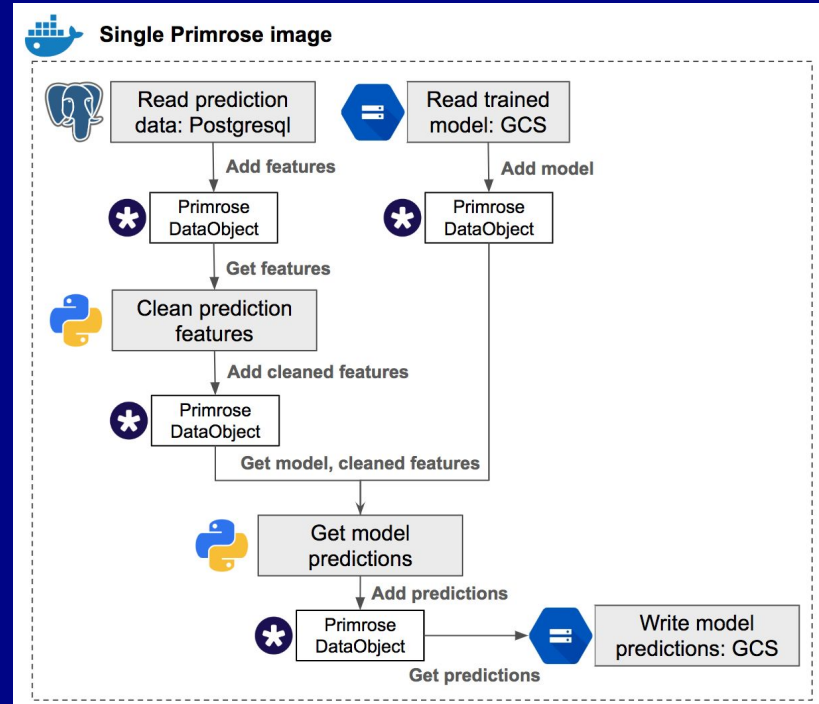 Single Primrose image
Read prediction
data: Postgresql
Read trained
model: GCS
Add features
Add model
Primrose
DataObject
Primrose
DataObject
Get features
Clean prediction
features
Add cleaned features
Primrose
DataObject
Get model, cleaned features
Get model
predictions
Add predictions
Primrose
DataObject
Write model
predictions: GCS
Get predictions